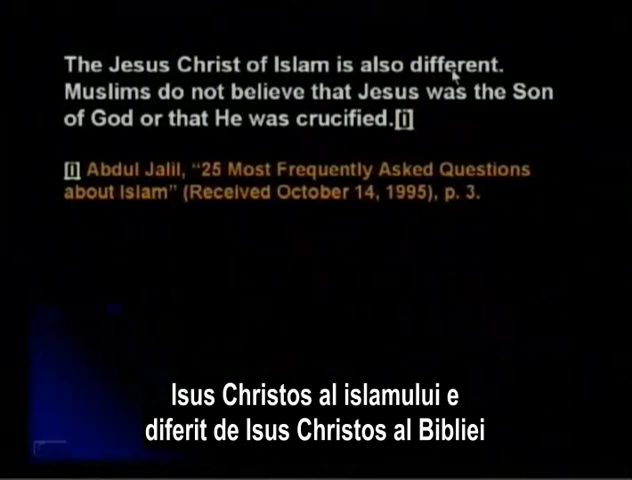 The Jesus Christ of Islam is also different.
Muslims do not believe that Jesus was the Son
of God or that He was crucified.[i]
[i] Abdul Jalil, “25 Most Frequently Asked Questions
about Islam” (Received October 14, 1995), p. 3.
Isus Christos al islamului e
diferit de Isus Christos al Bibliei